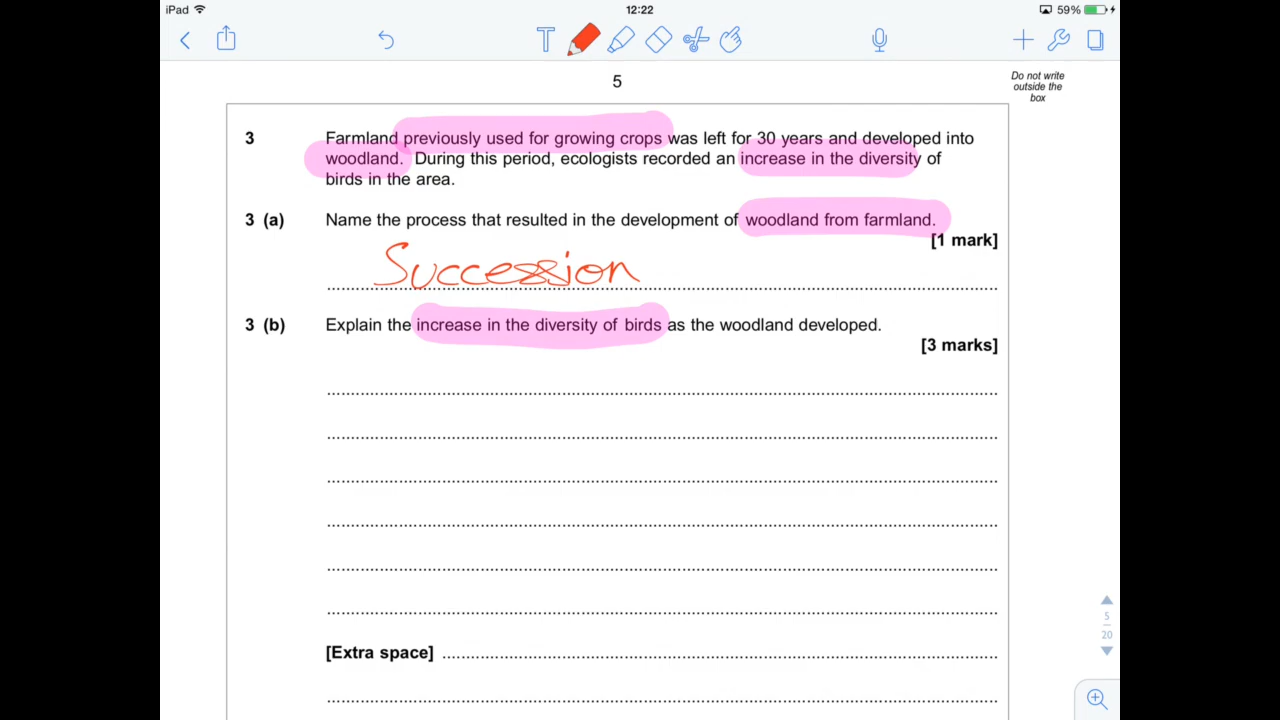 iPad
12:22
59%
T
5
Do not write
outside the
box
3 Farmland previously used for growing crops was left for 30 years and developed into
woodland. During this period, ecologists recorded an increase in the diversity of
birds in the area.
3 (a) Name the process that resulted in the development of woodland from farmland.
[1 mark]
Succession
3 (b) Explain the increase in the diversity of birds as the woodland developed.
[3 marks]
[Extra space]
5
20